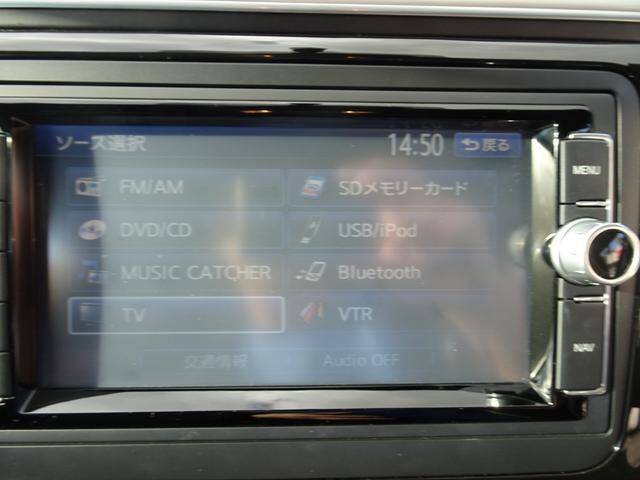 ソース選択 14:50 戻る
FM/AM SDメモリーカード
DVD/CD USB/iPod
MUSIC CATCHER Bluetooth
TV VTR
交通情報 Audio OFF
MENU
NAV